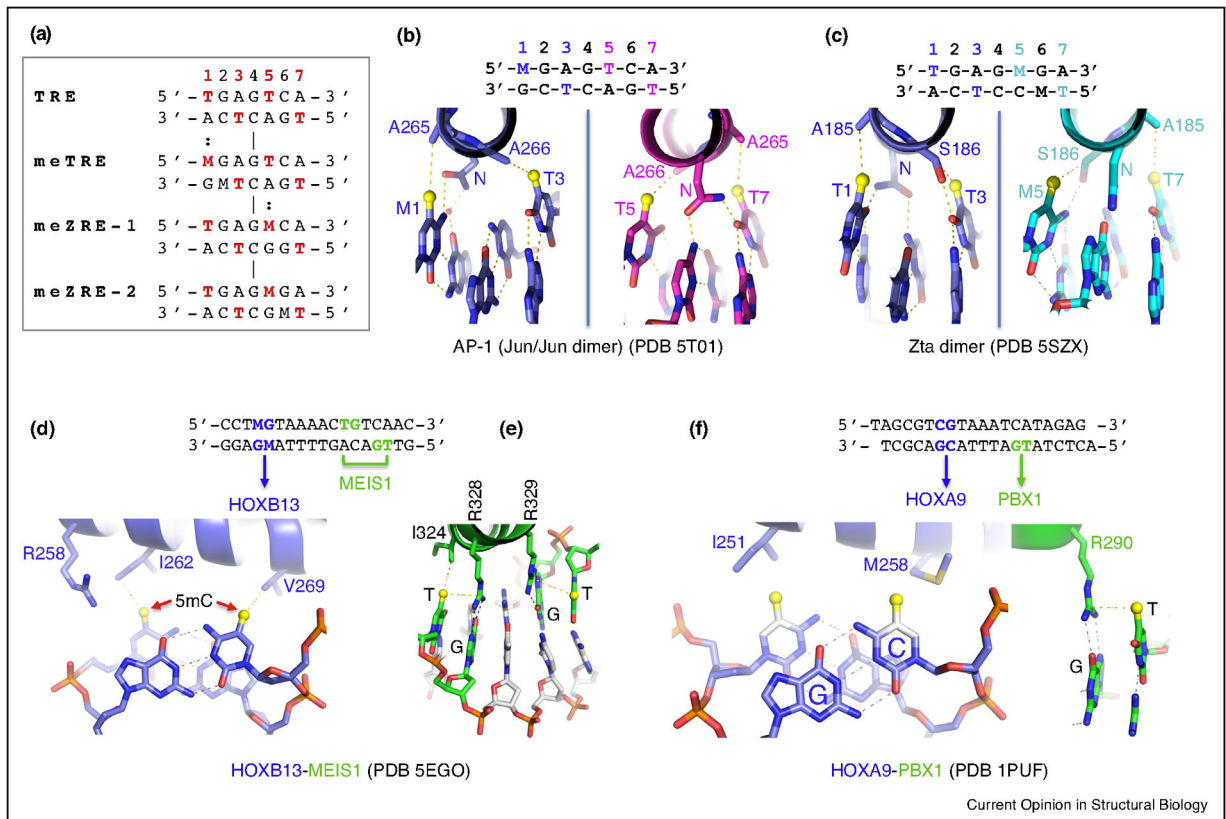 (a)
1 2 3 4 5 6 7
TRE 5′-TGAGTCA-3′
3′-ACTCAGT-5′
: |
meTRE 5′-MGAGTCA-3′
3′-GMTCAGT-5′
| :
meZRE-1 5′-TGAGMCA-3′
3′-ACTCGGT-5′
|
meZRE-2 5′-TGAGMGA-3′
3′-ACTCGMT-5′
(b)
1 2 3 4 5 6 7
5′-M-G-A-G-T-C-A-3′
G-C-T-C-A-G-T-5′
A265
A266
N
T3
M1
A265
A266
N
T5
T7
AP-1 (Jun/Jun dimer) (PDB 5T01)
(c)
1 2 3 4 5 6 7
5′-T-G-A-G-M-G-A-3′
A-C-T-C-C-M-T-5′
A185
S186
N
T1
T3
A185
S186
N
M5
T7
Zta dimer (PDB 5SZX)
(d)
5′-CCTMGTAAAACTGTCAAC-3′
3′-GGAGMATTTTGACAGTTG-5′
MEIS1
HOXB13
R258
I262
V269
5mC
(e)
R328
R329
I324
T
T
G
G
HOXB13-MEIS1 (PDB 5EGO)
(f)
5′-TAGCGTCGTAAATCATAGAG -3′
3′- TCGCAGCATTTAGTATCTCA-5′
HOXA9
PBX1
I251
M258
R290
C
G
T
G
HOXA9-PBX1 (PDB 1PUF)
Current Opinion in Structural Biology